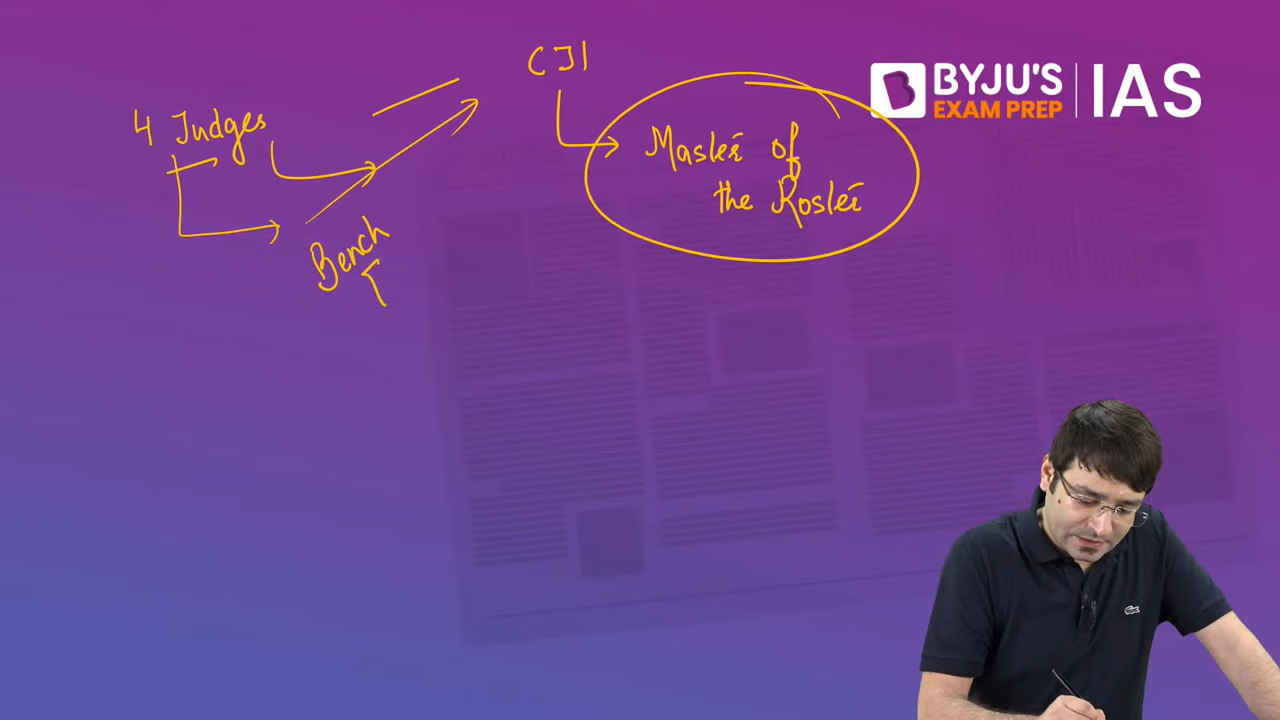 CJI
BYJU'S
EXAM PREP
IAS
4 Judges
Master of
the Roster
Bench